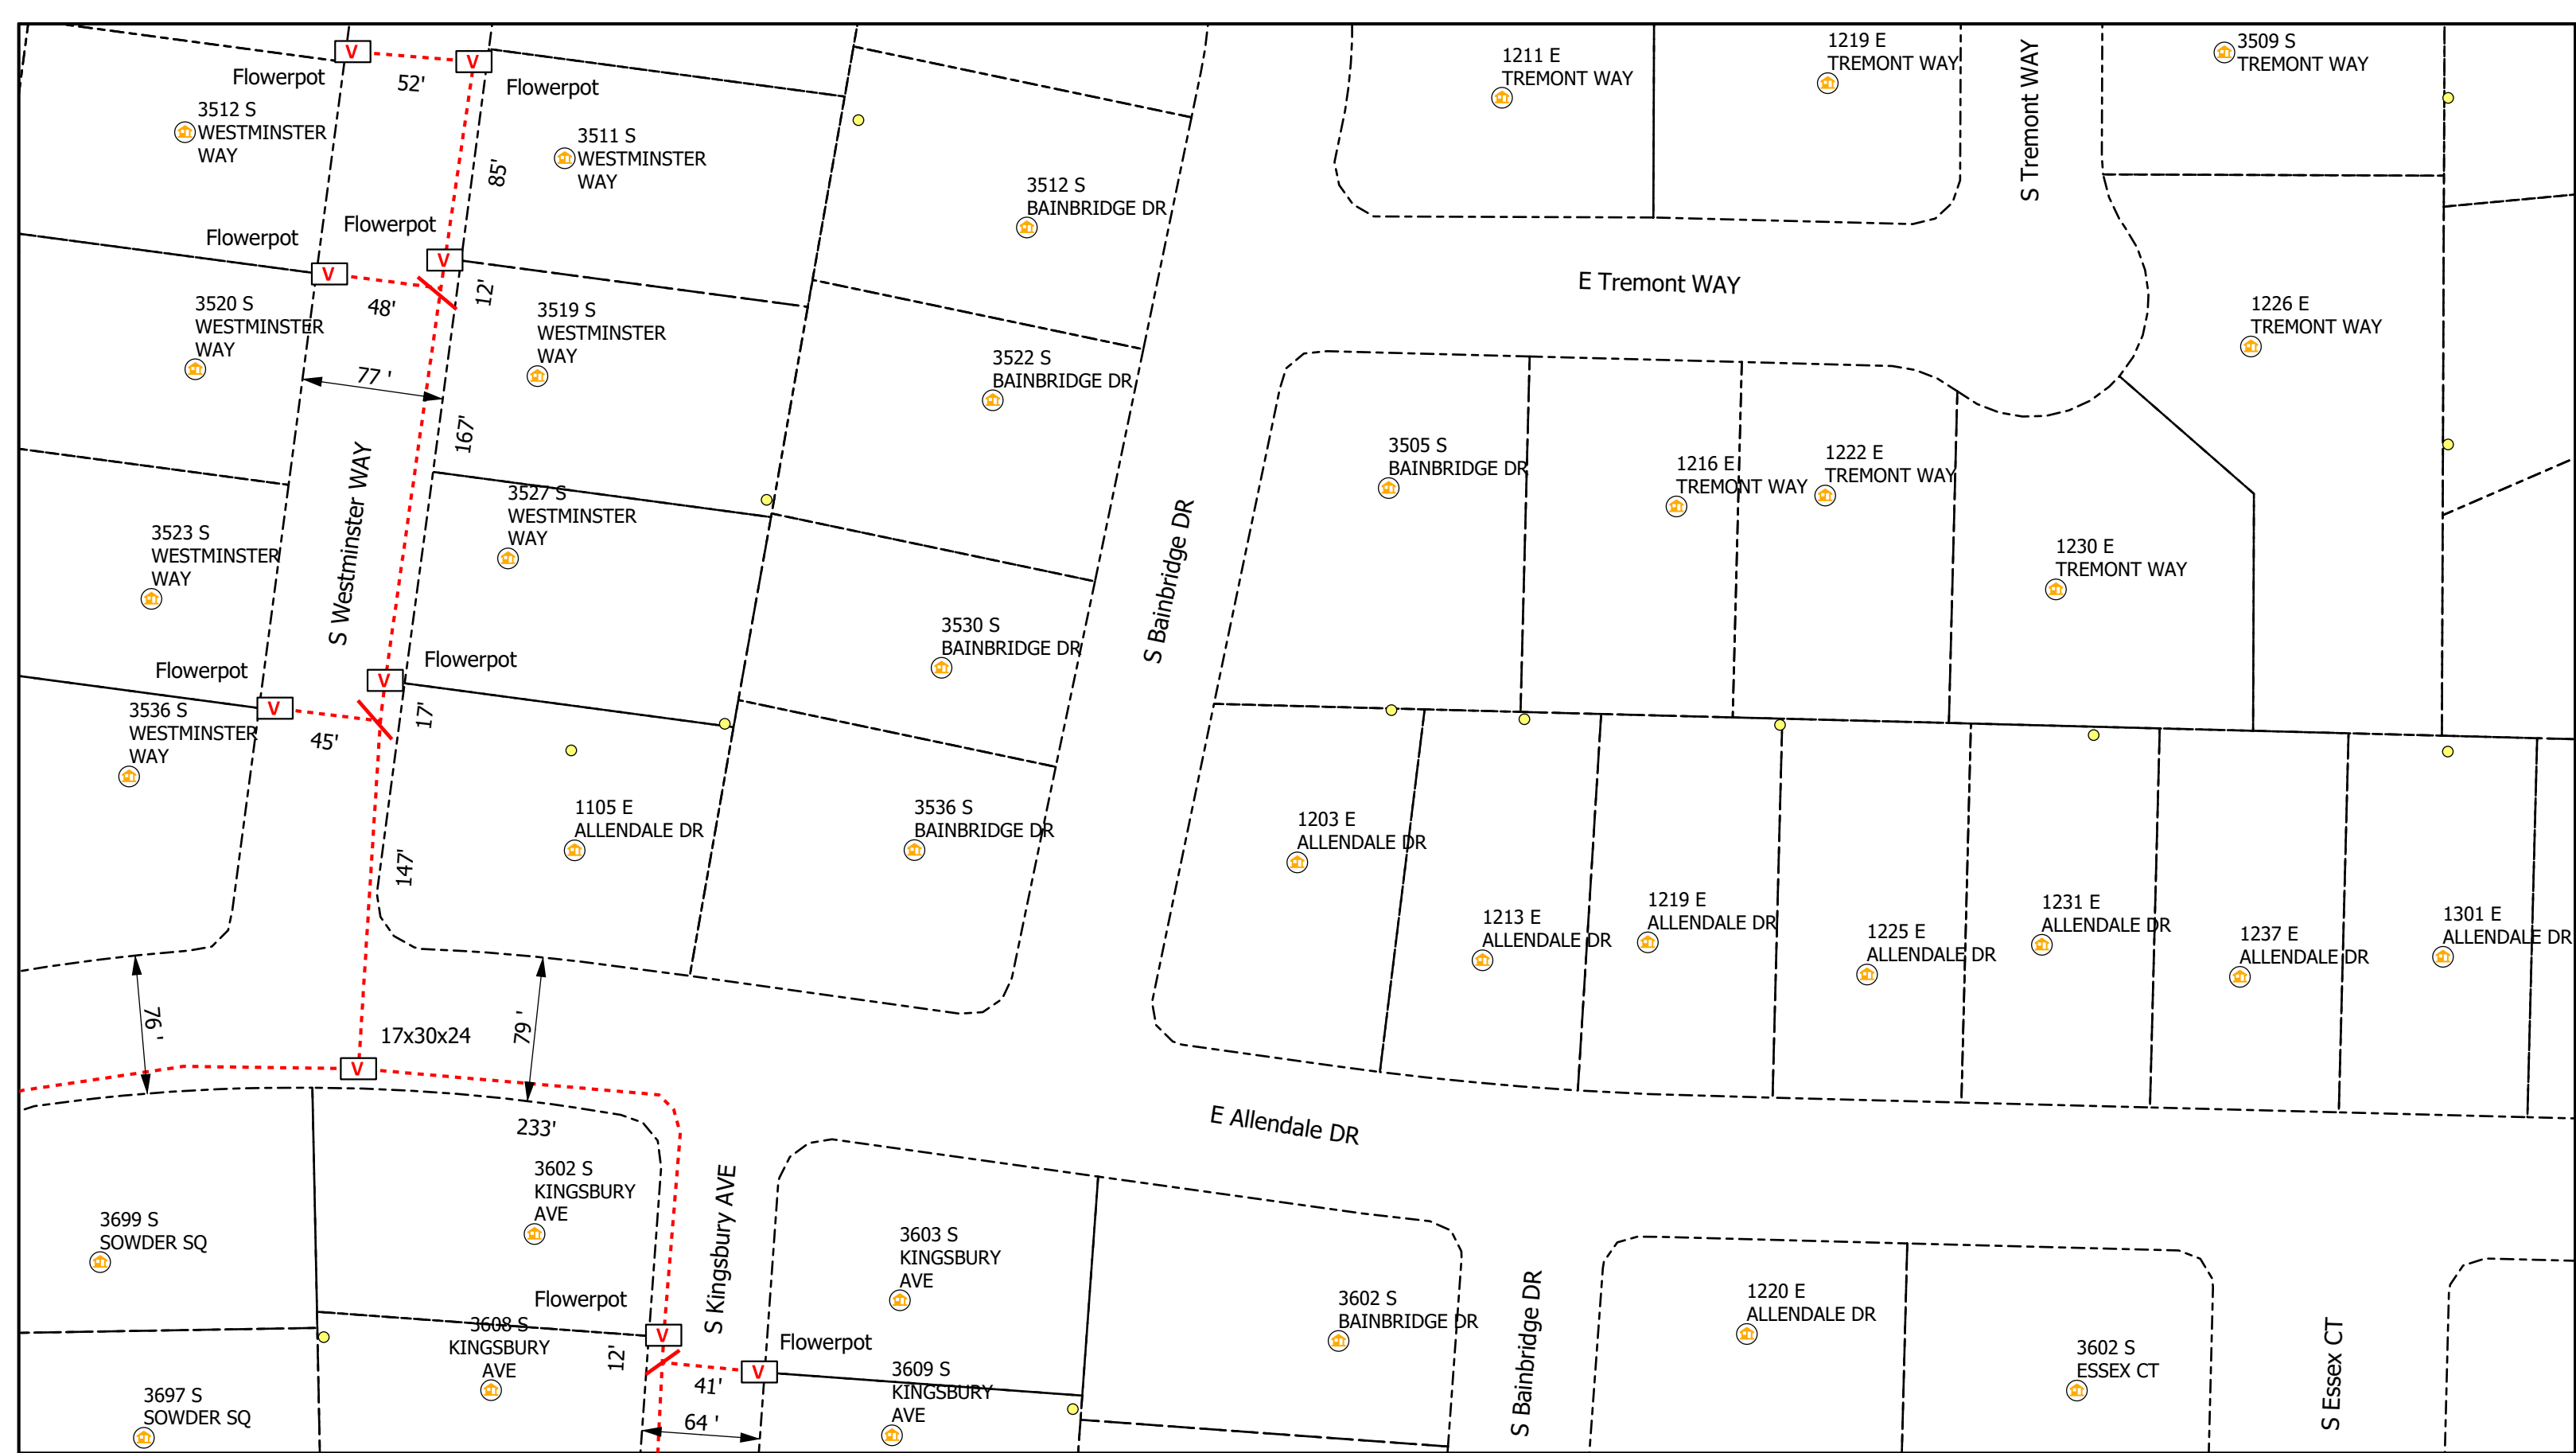 V
V
Flowerpot
52'
Flowerpot
3512 S
WESTMINSTER
WAY
3511 S
WESTMINSTER
WAY
85'
3512 S
BAINBRIDGE DR
1211 E
TREMONT WAY
1219 E
TREMONT WAY
S Tremont WAY
3509 S
TREMONT WAY
Flowerpot
Flowerpot
V
V
48'
12'
3520 S
WESTMINSTER
WAY
3519 S
WESTMINSTER
WAY
77 '
3522 S
BAINBRIDGE DR
E Tremont WAY
1226 E
TREMONT WAY
167'
S Westminster WAY
3523 S
WESTMINSTER
WAY
3527 S
WESTMINSTER
WAY
3530 S
BAINBRIDGE DR
S Bainbridge DR
3505 S
BAINBRIDGE DR
1216 E
TREMONT WAY
1222 E
TREMONT WAY
1230 E
TREMONT WAY
Flowerpot
Flowerpot
V
V
45'
17'
3536 S
WESTMINSTER
WAY
147'
1105 E
ALLENDALE DR
3536 S
BAINBRIDGE DR
1203 E
ALLENDALE DR
1213 E
ALLENDALE DR
1219 E
ALLENDALE DR
1225 E
ALLENDALE DR
1231 E
ALLENDALE DR
1237 E
ALLENDALE DR
1301 E
ALLENDALE DR
76 '
17x30x24
79 '
V
233'
E Allendale DR
3602 S
KINGSBURY
AVE
3699 S
SOWDER SQ
S Kingsbury AVE
3603 S
KINGSBURY
AVE
Flowerpot
V
3608 S
KINGSBURY
AVE
12'
Flowerpot
V
41'
64 '
3609 S
KINGSBURY
AVE
3697 S
SOWDER SQ
3602 S
BAINBRIDGE DR
S Bainbridge DR
1220 E
ALLENDALE DR
3602 S
ESSEX CT
S Essex CT